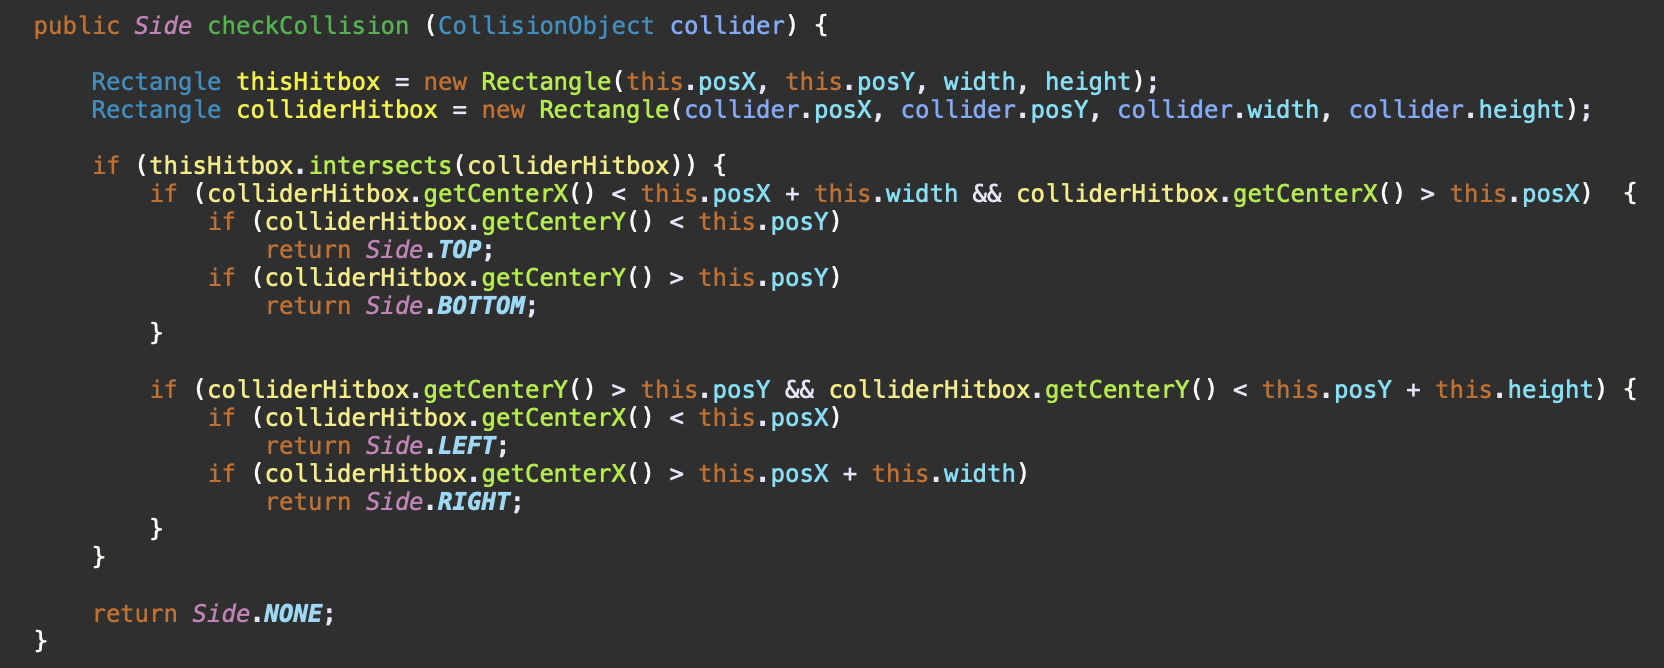 public Side checkCollision (CollisionObject collider) {
Rectangle thisHitbox = new Rectangle(this.posX, this.posY, width, height);
Rectangle colliderHitbox = new Rectangle(collider.posX, collider.posY, collider.width, collider.height);
if (thisHitbox.intersects(colliderHitbox)) {
if (colliderHitbox.getCenterX() < this.posX + this.width && colliderHitbox.getCenterX() > this.posX)  {
if (colliderHitbox.getCenterY() < this.posY)
return Side.TOP;
if (colliderHitbox.getCenterY() > this.posY)
return Side.BOTTOM;
}
if (colliderHitbox.getCenterY() > this.posY && colliderHitbox.getCenterY() < this.posY + this.height) {
if (colliderHitbox.getCenterX() < this.posX)
return Side.LEFT;
if (colliderHitbox.getCenterX() > this.posX + this.width)
return Side.RIGHT;
}
}
return Side.NONE;
}